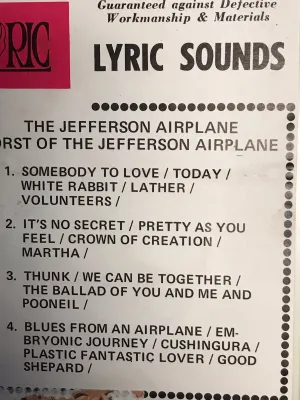 Guaranteed against Defective
Workmanship & Materials
RIC
LYRIC SOUNDS
THE JEFFERSON AIRPLANE
ORST OF THE JEFFERSON AIRPLANE
1. SOMEBODY TO LOVE / TODAY /
WHITE RABBIT / LATHER /
VOLUNTEERS /
2. IT'S NO SECRET / PRETTY AS YOU
FEEL / CROWN OF CREATION /
MARTHA /
3. THUNK / WE CAN BE TOGETHER /
THE BALLAD OF YOU AND ME AND
POONEIL /
4. BLUES FROM AN AIRPLANE / EM-
BRYONIC JOURNEY / CUSHINGURA /
PLASTIC FANTASTIC LOVER / GOOD
SHEPARD /